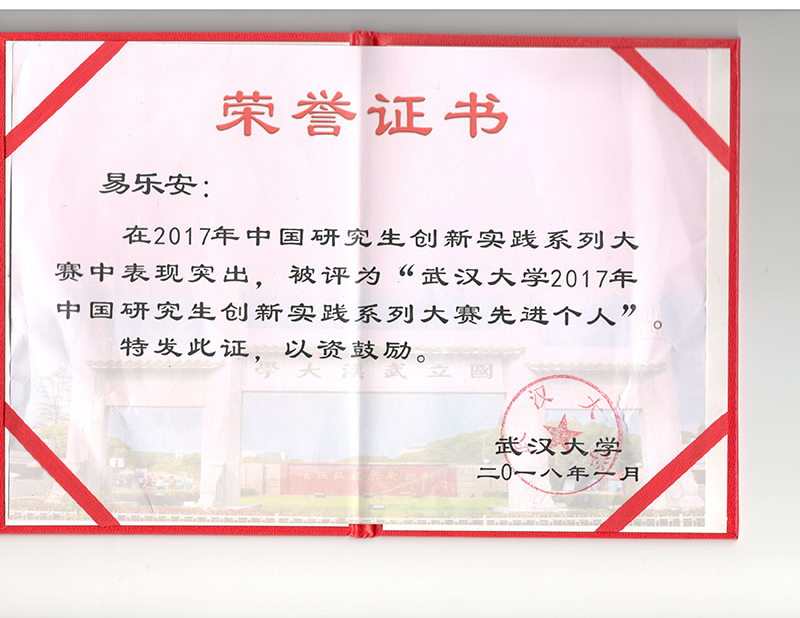 荣誉证书
易乐安：
在2017年中国研究生创新实践系列大
赛中表现突出，被评为“武汉大学2017年
中国研究生创新实践系列大赛先进个人”。
特发此证，以资鼓励。
學大漢武立國
武汉大学
二〇一八年一月